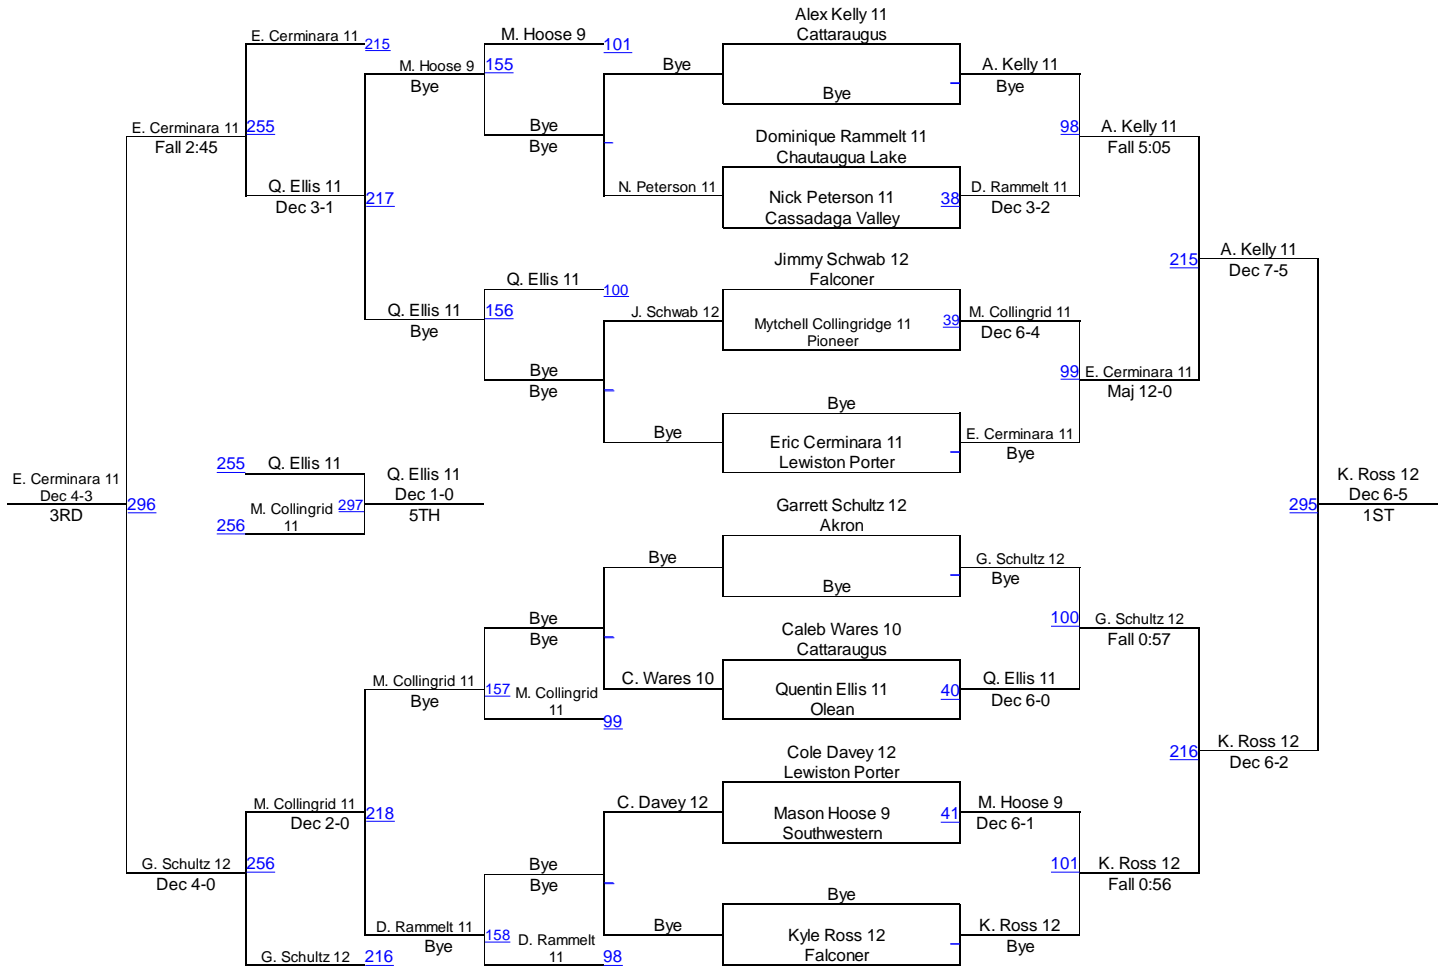 Alex Kelly 11
Cattaraugus
E. Cerminara 11
215
M. Hoose 9
101
M. Hoose 9
155
Bye
Bye
Bye
A. Kelly 11
Bye
E. Cerminara 11
255
Fall 2:45
Bye
Bye
Dominique Rammelt 11
Chautaugua Lake
98
A. Kelly 11
Fall 5:05
Q. Ellis 11
Dec 3-1
217
N. Peterson 11
Nick Peterson 11
Cassadaga Valley
38
D. Rammelt 11
Dec 3-2
Jimmy Schwab 12
Falconer
215
A. Kelly 11
Dec 7-5
Q. Ellis 11
100
Q. Ellis 11
156
Bye
J. Schwab 12
Mytchell Collingridge 11
Pioneer
39
M. Collingrid 11
Dec 6-4
Bye
Bye
99
E. Cerminara 11
Maj 12-0
Bye
Bye
Eric Cerminara 11
Lewiston Porter
E. Cerminara 11
Bye
E. Cerminara 11
Dec 4-3
3RD
296
255
Q. Ellis 11
256
M. Collingrid
11
297
Q. Ellis 11
Dec 1-0
5TH
Garrett Schultz 12
Akron
295
K. Ross 12
Dec 6-5
1ST
Bye
Bye
G. Schultz 12
Bye
Bye
Bye
Caleb Wares 10
Cattaraugus
100
G. Schultz 12
Fall 0:57
M. Collingrid 11
Bye
157
M. Collingrid
11
99
C. Wares 10
Quentin Ellis 11
Olean
40
Q. Ellis 11
Dec 6-0
Cole Davey 12
Lewiston Porter
216
K. Ross 12
Dec 6-2
M. Collingrid 11
Dec 2-0
218
C. Davey 12
Mason Hoose 9
Southwestern
41
M. Hoose 9
Dec 6-1
G. Schultz 12
Dec 4-0
256
Bye
Bye
101
K. Ross 12
Fall 0:56
Bye
D. Rammelt 11
Bye
158
D. Rammelt
11
98
Bye
Kyle Ross 12
Falconer
K. Ross 12
Bye
G. Schultz 12
216